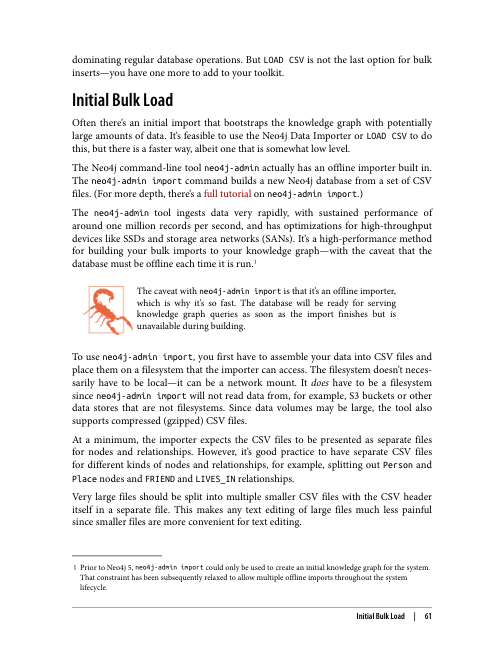 dominating regular database operations. But LOAD CSV is not the last option for bulk
inserts—you have one more to add to your toolkit.
Initial Bulk Load
Often there's an initial import that bootstraps the knowledge graph with potentially
large amounts of data. It's feasible to use the Neo4j Data Importer or LOAD CSV to do
this, but there is a faster way, albeit one that is somewhat low level.
The Neo4j command-line tool neo4j-admin actually has an offline importer built in.
The neo4j-admin import command builds a new Neo4j database from a set of CSV
files. (For more depth, there's a full tutorial on neo4j-admin import.)
The neo4j-admin tool ingests data very rapidly, with sustained performance of
around one million records per second, and has optimizations for high-throughput
devices like SSDs and storage area networks (SANs). It's a high-performance method
for building your bulk imports to your knowledge graph—with the caveat that the
database must be offline each time it is run.1
The caveat with neo4j-admin import is that it's an offline importer,
which is why it's so fast. The database will be ready for serving
knowledge graph queries as soon as the import finishes but is
unavailable during building.
To use neo4j-admin import, you first have to assemble your data into CSV files and
place them on a filesystem that the importer can access. The filesystem doesn't neces-
sarily have to be local—it can be a network mount. It does have to be a filesystem
since neo4j-admin import will not read data from, for example, S3 buckets or other
data stores that are not filesystems. Since data volumes may be large, the tool also
supports compressed (gzipped) CSV files.
At a minimum, the importer expects the CSV files to be presented as separate files
for nodes and relationships. However, it's good practice to have separate CSV files
for different kinds of nodes and relationships, for example, splitting out Person and
Place nodes and FRIEND and LIVES_IN relationships.
Very large files should be split into multiple smaller CSV files with the CSV header
itself in a separate file. This makes any text editing of large files much less painful
since smaller files are more convenient for text editing.
1 Prior to Neo4j 5, neo4j-admin import could only be used to create an initial knowledge graph for the system.
That constraint has been subsequently relaxed to allow multiple offline imports throughout the system
lifecycle.
Initial Bulk Load | 61